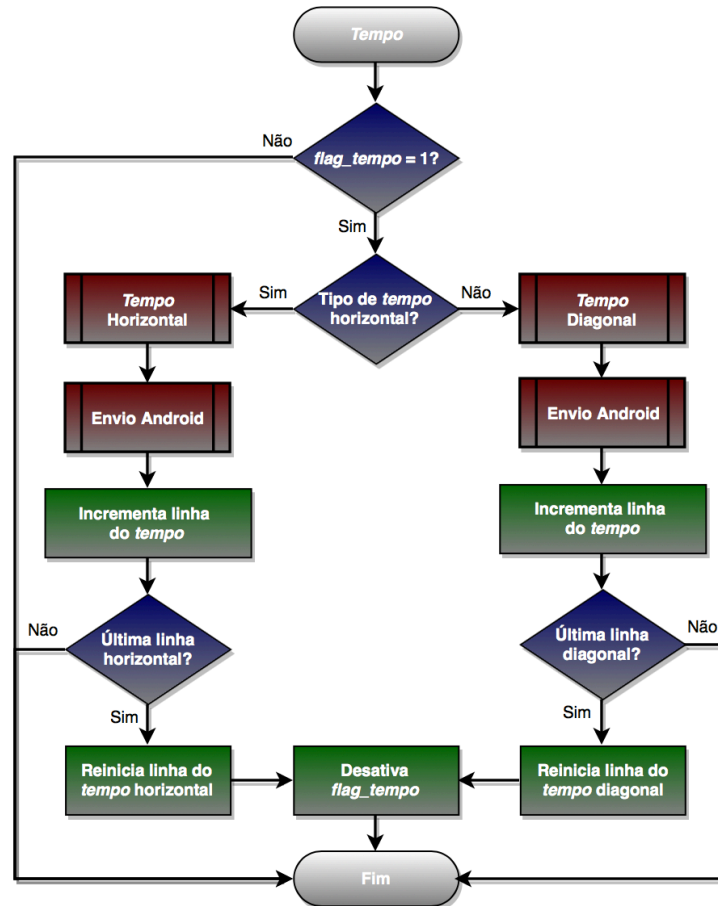 Tempo
Não
flag_tempo = 1?
Sim
Tempo
Horizontal
Sim
Tipo de tempo
horizontal?
Não
Tempo
Diagonal
Envio Android
Envio Android
Incrementa linha
do tempo
Incrementa linha
do tempo
Não
Última linha
horizontal?
Última linha
diagonal?
Não
Sim
Sim
Reinicia linha do
tempo horizontal
Desativa
flag_tempo
Reinicia linha do
tempo diagonal
Fim